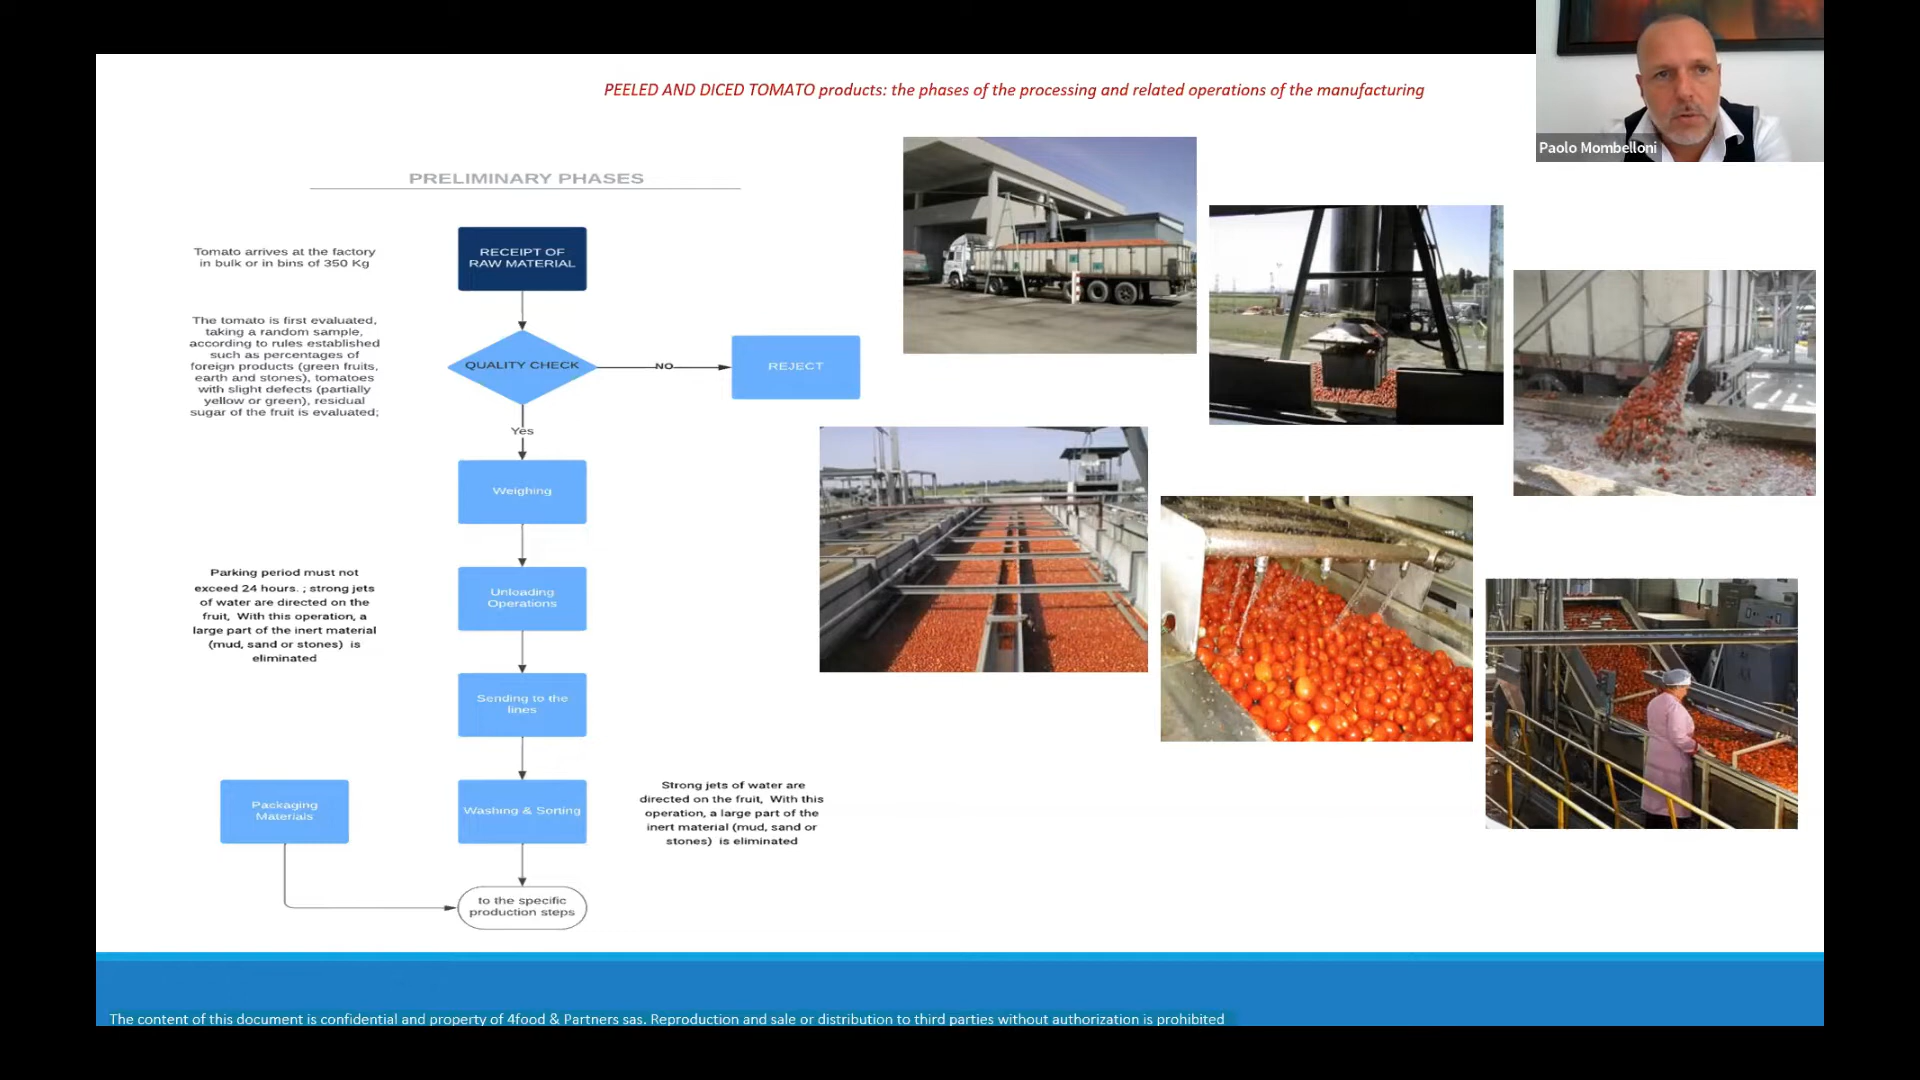 PEELED AND DICED TOMATO products: the phases of the processing and related operations of the manufacturing
Paolo Mombelloni
PRELIMINARY PHASES
Tomato arrives at the factory
in bulk or in bins of 350 Kg
RECEIPT OF
RAW MATERIAL
The tomato is first evaluated,
taking a random sample,
according to rules established
such as percentages of
foreign products (green fruits,
earth and stones), tomatoes
with slight defects (partially
yellow or green), residual
sugar of the fruit is evaluated;
QUALITY CHECK
NO
REJECT
Yes
Weighing
Parking period must not
exceed 24 hours. ; strong jets
of water are directed on the
fruit, With this operation, a
large part of the inert material
(mud, sand or stones) is
eliminated
Unloading
Operations
Sending to the
lines
Packaging
Materials
Washing & Sorting
Strong jets of water are
directed on the fruit, With this
operation, a large part of the
inert material (mud, sand or
stones) is eliminated
to the specific
production steps
The content of this document is confidential and property of 4food & Partners sas. Reproduction and sale or distribution to third parties without authorization is prohibited